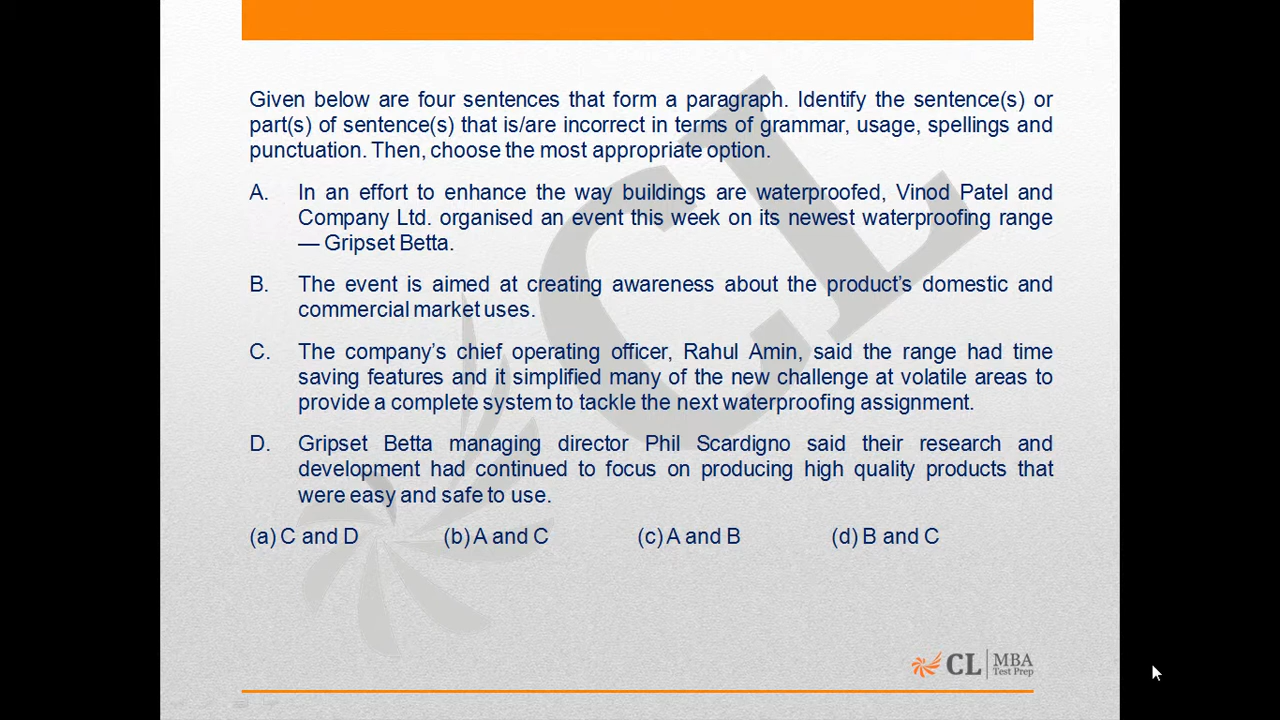 Given below are four sentences that form a paragraph. Identify the sentence(s) or
part(s) of sentence(s) that is/are incorrect in terms of grammar, usage, spellings and
punctuation. Then, choose the most appropriate option.
A. In an effort to enhance the way buildings are waterproofed, Vinod Patel and
Company Ltd. organised an event this week on its newest waterproofing range
— Gripset Betta.
B. The event is aimed at creating awareness about the product's domestic and
commercial market uses.
C. The company's chief operating officer, Rahul Amin, said the range had time
saving features and it simplified many of the new challenge at volatile areas to
provide a complete system to tackle the next waterproofing assignment.
D. Gripset Betta managing director Phil Scardigno said their research and
development had continued to focus on producing high quality products that
were easy and safe to use.
(a) C and D (b) A and C (c) A and B (d) B and C
CL MBA
Test Prep